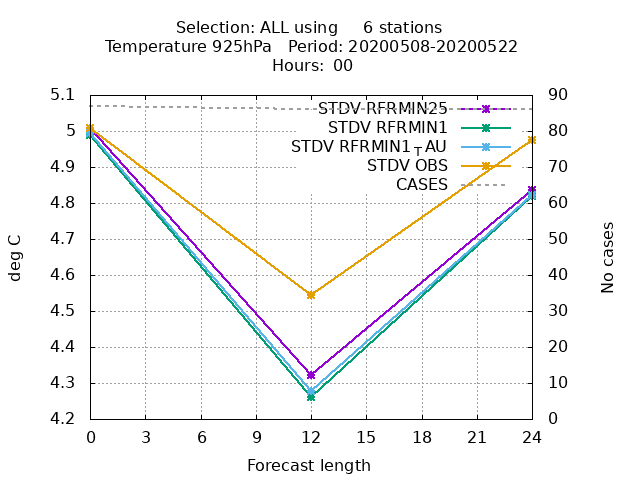 Selection: ALL using 6 stations
Temperature 925hPa Period: 20200508-20200522
Hours: 00
5.1
5
4.9
4.8
4.7
4.6
4.5
4.4
4.3
4.2
deg C
STDV RFRMIN25
STDV RFRMIN1
STDV RFRMIN1TAU
STDV OBS
CASES
90
80
70
60
50
40
30
20
10
0
No cases
0 3 6 9 12 15 18 21 24
Forecast length